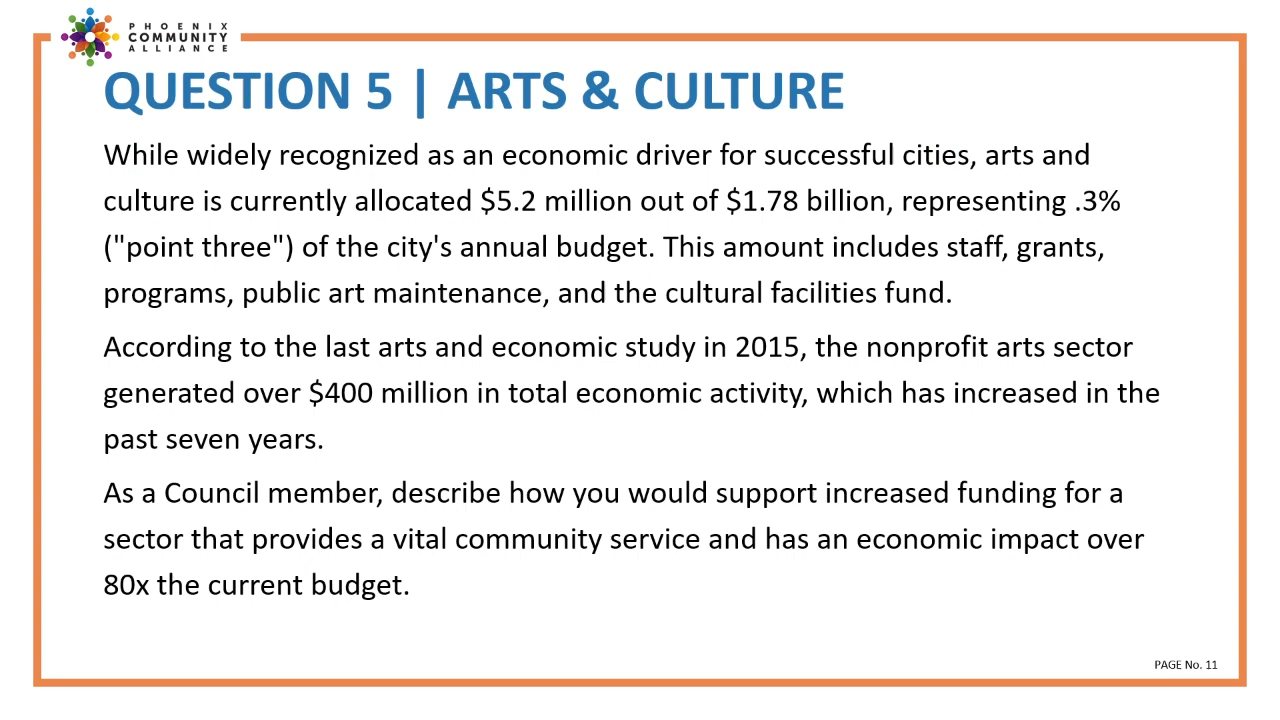 PHOENIX
COMMUNITY
ALLIANCE
QUESTION 5 | ARTS & CULTURE
While widely recognized as an economic driver for successful cities, arts and
culture is currently allocated $5.2 million out of $1.78 billion, representing .3%
("point three") of the city's annual budget. This amount includes staff, grants,
programs, public art maintenance, and the cultural facilities fund.
According to the last arts and economic study in 2015, the nonprofit arts sector
generated over $400 million in total economic activity, which has increased in the
past seven years.
As a Council member, describe how you would support increased funding for a
sector that provides a vital community service and has an economic impact over
80x the current budget.
PAGE No. 11